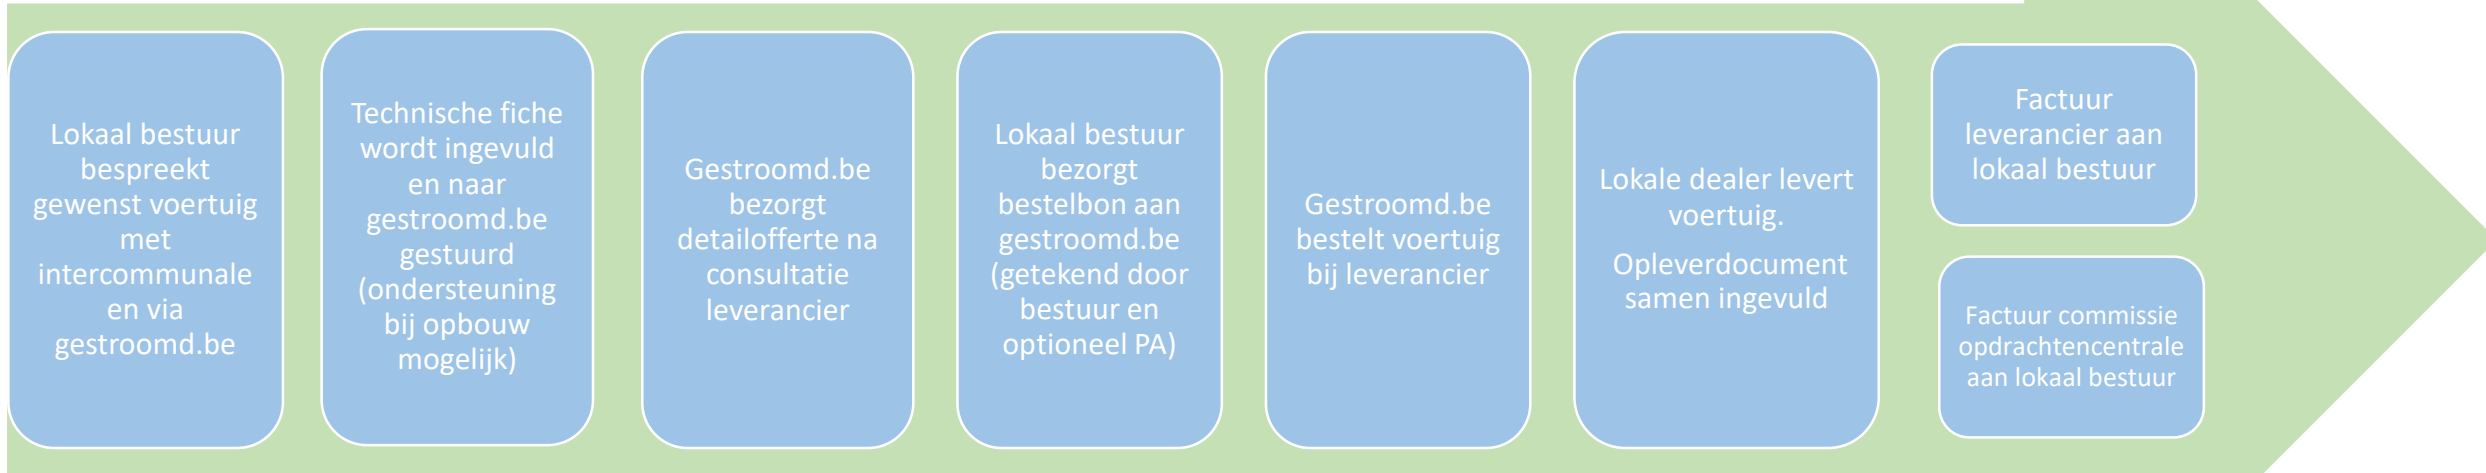 Lokaal bestuur
bespreekt
gewenst voertuig
met
intercommunale
en via
gestroomd.be
Technische fiche
wordt ingevuld
en naar
gestroomd.be
gestuurd
(ondersteuning
bij opbouw
mogelijk)
Gestroomd.be
bezorgt
detailofferte na
consultatie
leverancier
Lokaal bestuur
bezorgt
bestelbon aan
gestroomd.be
(getekend door
bestuur en
optioneel PA)
Gestroomd.be
bestelt voertuig
bij leverancier
Lokale dealer levert
voertuig.
Opleverdocument
samen ingevuld
Factuur
leverancier aan
lokaal bestuur
Factuur commissie
opdrachtencentrale
aan lokaal bestuur